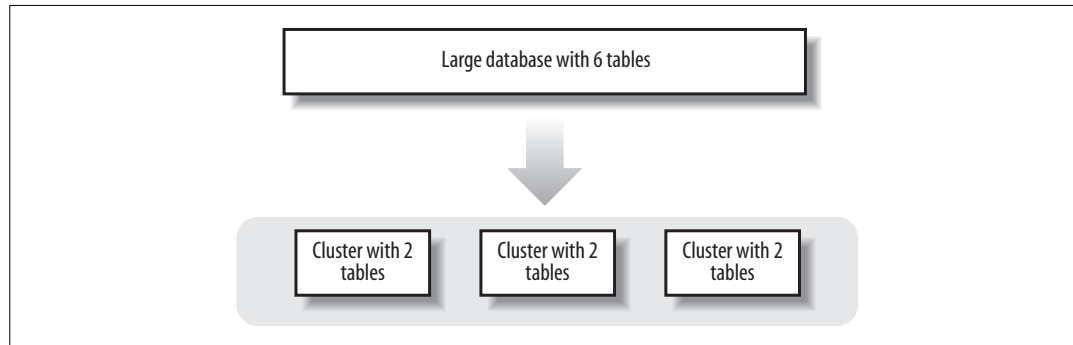 Large database with 6 tables
Cluster with 2
tables
Cluster with 2
tables
Cluster with 2
tables